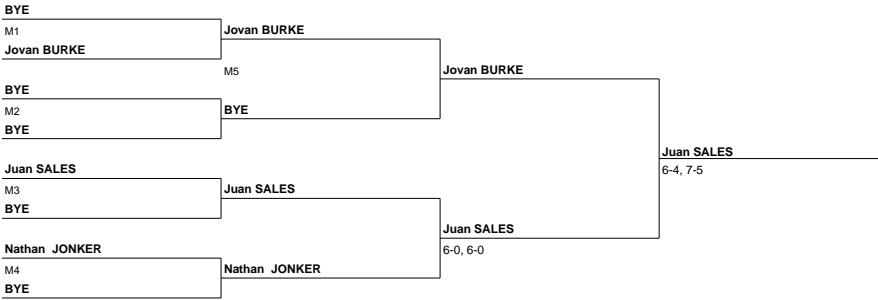 BYE
M1
Jovan BURKE
BYE
M2
BYE
Juan SALES
M3
BYE
Nathan JONKER
M4
BYE
Jovan BURKE
M5
BYE
Juan SALES
Nathan JONKER
Jovan BURKE
Juan SALES
6-0, 6-0
Juan SALES
6-4, 7-5